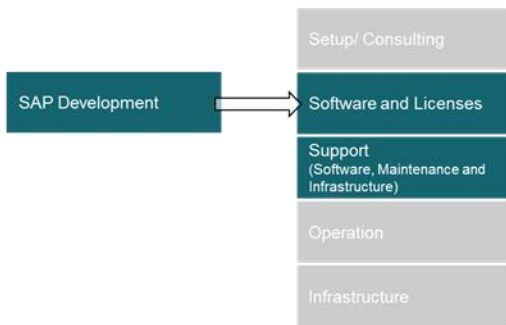 Setup/ Consulting
SAP Development
Software and Licenses
Support
(Software, Maintenance and
Infrastructure)
Operation
Infrastructure